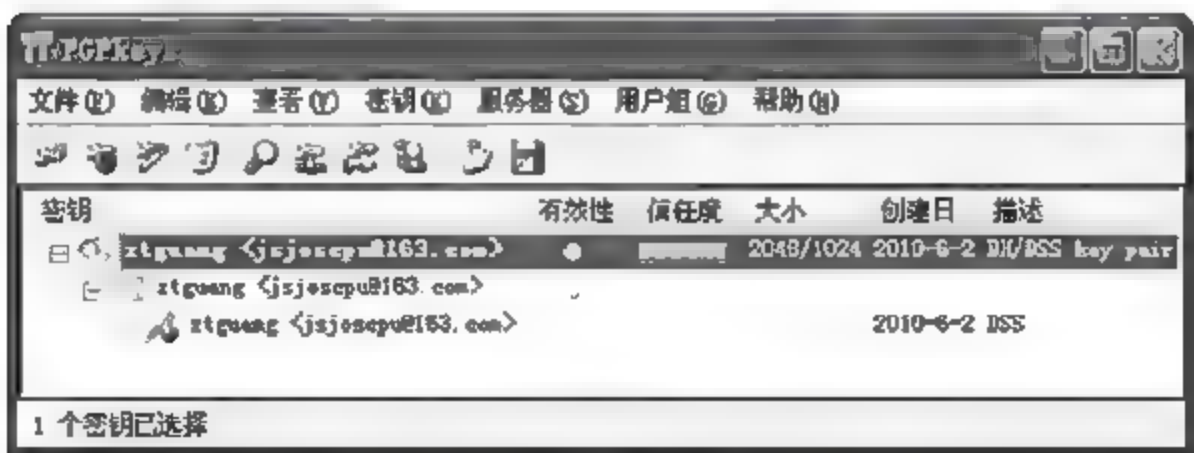 PGPkeys
文件(F) 编辑(E) 查看(V) 密钥(K) 服务器(S) 用户组(G) 帮助(H)
密钥 有效性 信任度 大小 创建日 描述
ztguang <jsjoscpu@163.com> 2048/1024 2010-6-2 DH/DSS key pair
ztguang <jsjoscpu@163.com>
ztguang <jsjoscpu@163.com> 2010-6-2 DSS
1 个密钥已选择